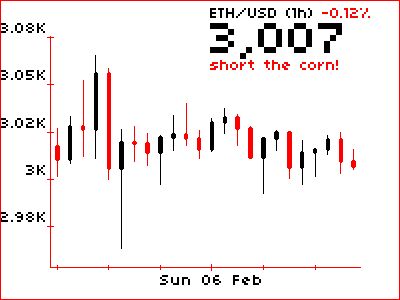 ETH/USD (1h) -0.12%
3,007
short the corn!
3.08K
3.05K
3.02K
3K
2.98K
Sun 06 Feb